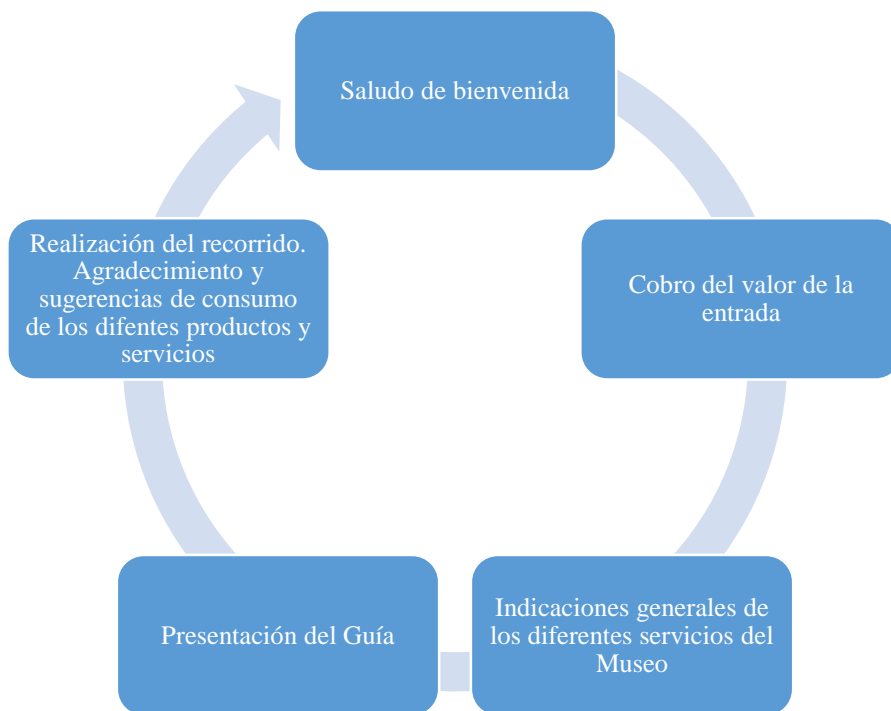 Saludo de bienvenida
Cobro del valor de la
entrada
Indicaciones generales de
los diferentes servicios del
Museo
Presentación del Guía
Realización del recorrido.
Agradecimiento y
sugerencias de consumo
de los difentes productos y
servicios